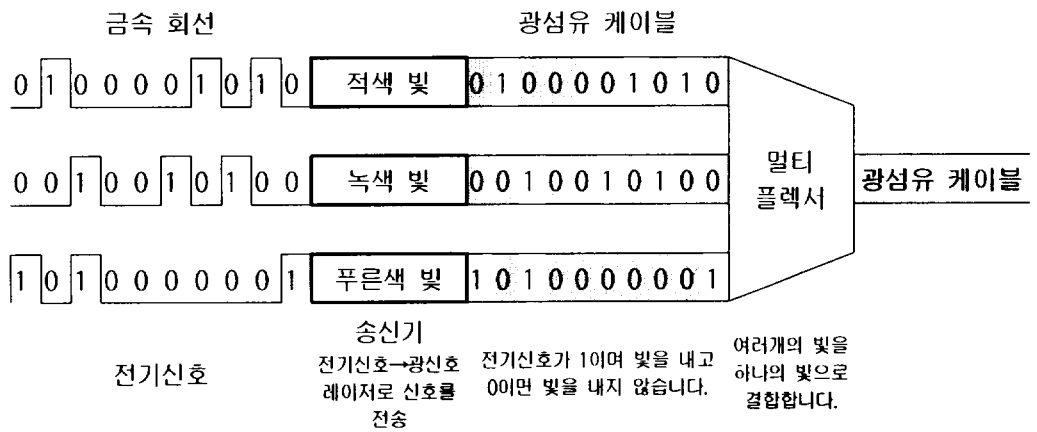 금속 회선
광섬유 케이블
0 1 0 0 0 0 1 0 1 0
적색 빛
0 1 0 0 0 0 1 0 1 0
0 0 1 0 0 1 0 1 0 0
녹색 빛
0 0 1 0 0 1 0 1 0 0
멀티
플렉서
광섬유 케이블
1 0 1 0 0 0 0 0 0 1
푸른색 빛
1 0 1 0 0 0 0 0 0 1
전기신호
송신기
전기신호→광신호
레이저로 신호를
전송
전기신호가 1이며 빛을 내고
0이면 빛을 내지 않습니다.
여러개의 빛을
하나의 빛으로
결합합니다.